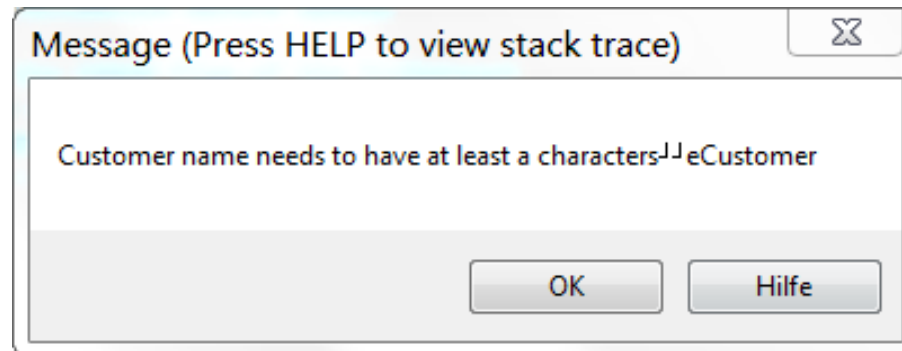 Message (Press HELP to view stack trace)
Customer name needs to have at least a characters┘┘eCustomer
OK
Hilfe